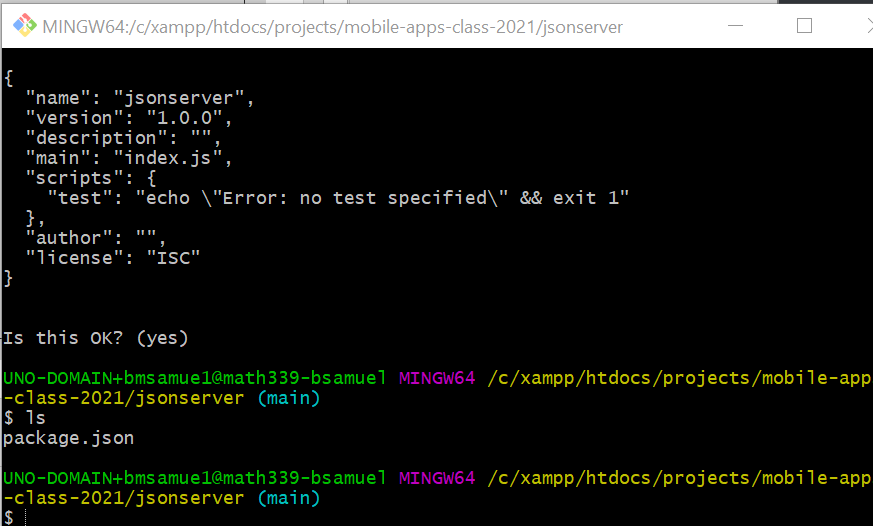 MINGW64:/c/xampp/htdocs/projects/mobile-apps-class-2021/jsonserver
{
  "name": "jsonserver",
  "version": "1.0.0",
  "description": "",
  "main": "index.js",
  "scripts": {
    "test": "echo \"Error: no test specified\" && exit 1"
  },
  "author": "",
  "license": "ISC"
}
Is this OK? (yes)
UNO-DOMAIN+bmsamue1@math339-bsamuel MINGW64 /c/xampp/htdocs/projects/mobile-app
-class-2021/jsonserver (main)
$ ls
package.json
UNO-DOMAIN+bmsamue1@math339-bsamuel MINGW64 /c/xampp/htdocs/projects/mobile-app
-class-2021/jsonserver (main)
$